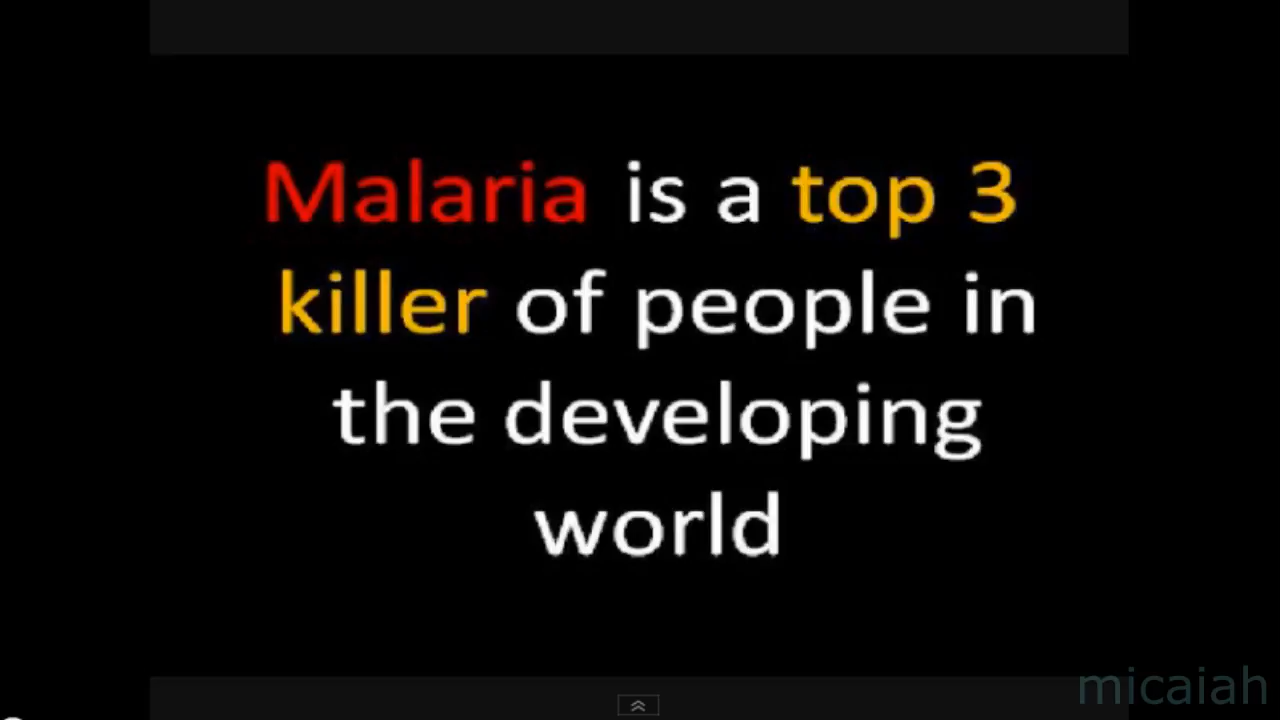 Malaria is a top 3
killer of people in
the developing
world
micaiah